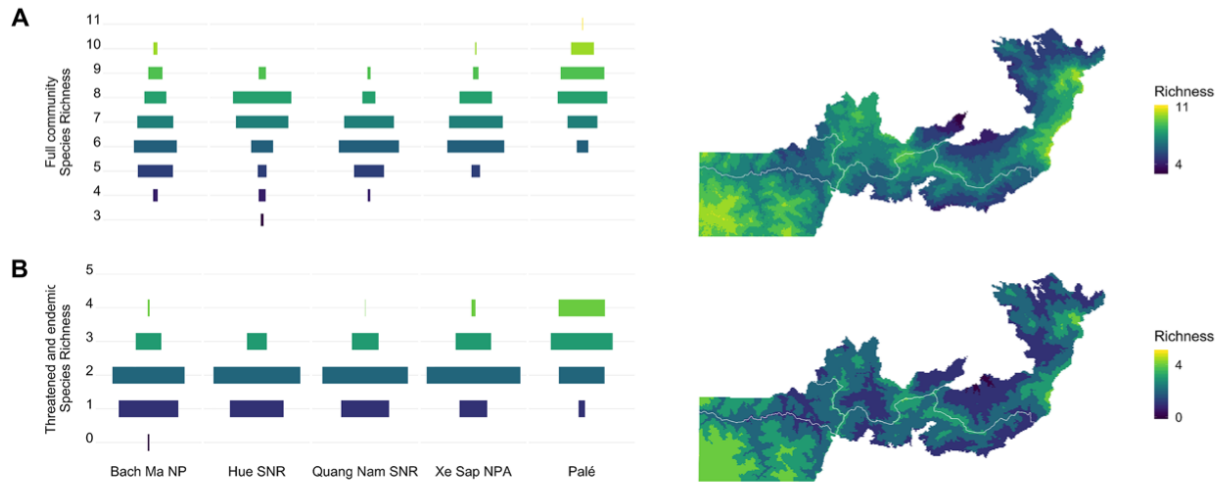 A
Full community
Species Richness
11
10
9
8
7
6
5
4
3
Richness
11
4
B
Threatened and endemic
Species Richness
5
4
3
2
1
0
Bach Ma NP
Hue SNR
Quang Nam SNR
Xe Sap NPA
Palé
Richness
4
0